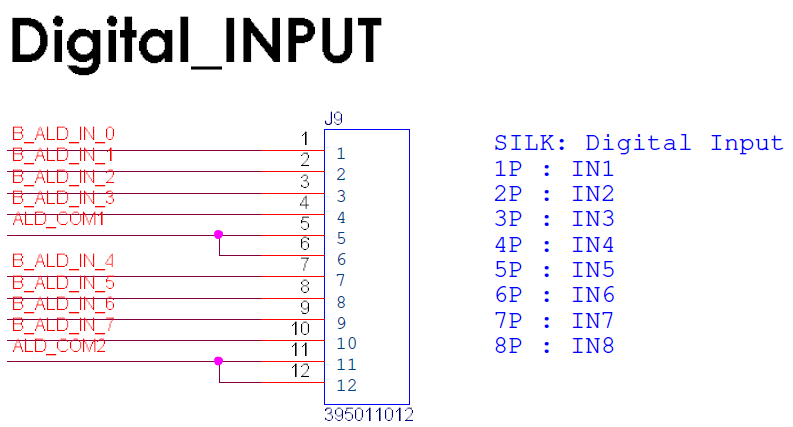 Digital_INPUT
J9
B_ALD_IN_0 1 1
B_ALD_IN_1 2 2
B_ALD_IN_2 3 3
B_ALD_IN_3 4 4
ALD_COM1 5 5
6 6
B_ALD_IN_4 7 7
B_ALD_IN_5 8 8
B_ALD_IN_6 9 9
B_ALD_IN_7 10 10
ALD_COM2 11 11
12 12
395011012
SILK: Digital Input
1P : IN1
2P : IN2
3P : IN3
4P : IN4
5P : IN5
6P : IN6
7P : IN7
8P : IN8